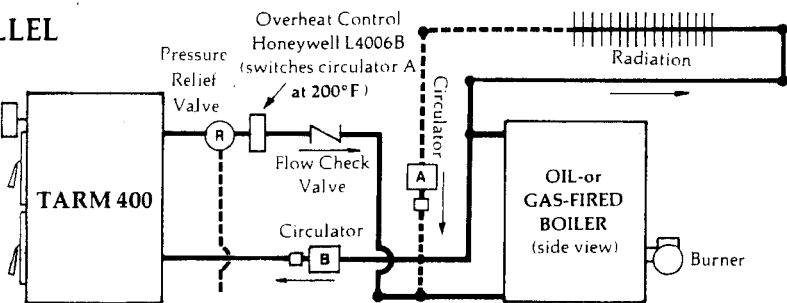 LLEL
Overheat Control
Honeywell L4006B
(switches circulator A
at 200°F)
Pressure
Relief
Valve
R
Flow Check
Valve
TARM 400
Circulator
B
Circulator
A
Radiation
OIL-or
GAS-FIRED
BOILER
(side view)
Burner